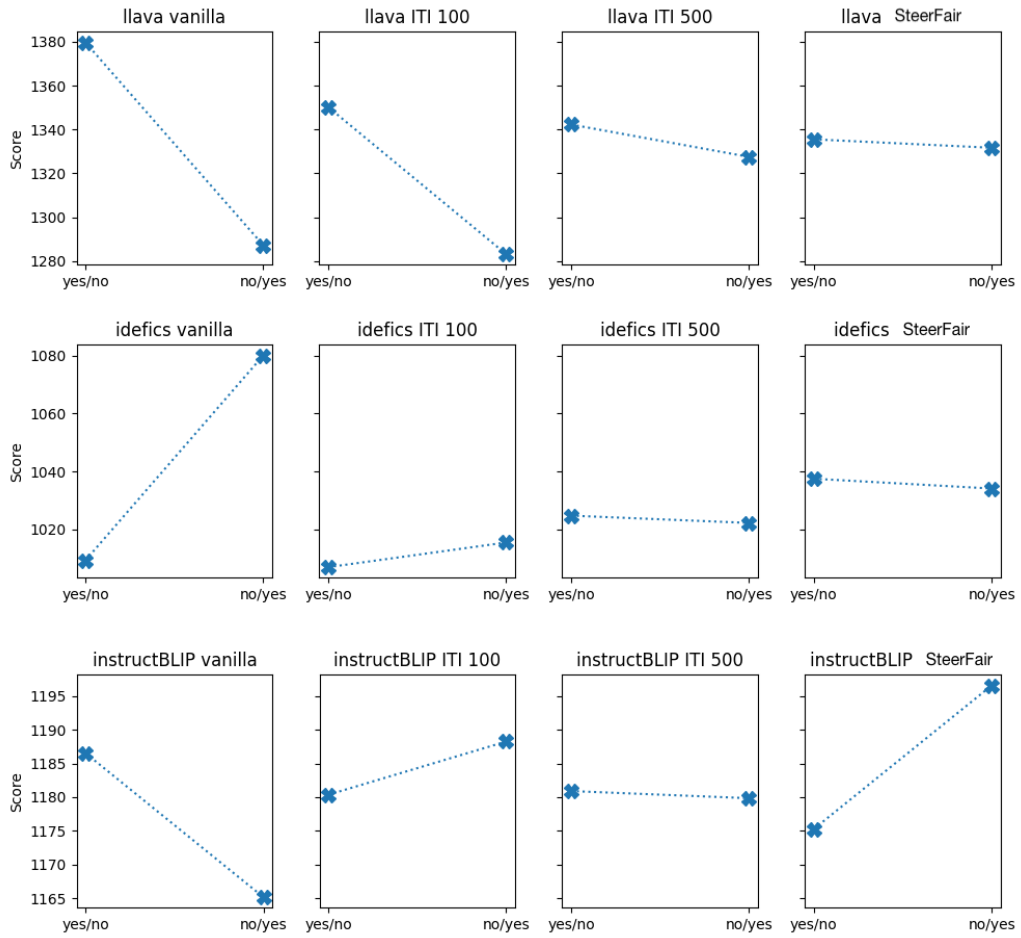 llava vanilla llava ITI 100 llava ITI 500 llava SteerFair
1380
1360
1340
1320
1300
1280
Score
yes/no no/yes yes/no no/yes yes/no no/yes yes/no no/yes
idefics vanilla idefics ITI 100 idefics ITI 500 idefics SteerFair
1080
1060
1040
1020
Score
yes/no no/yes yes/no no/yes yes/no no/yes yes/no no/yes
instructBLIP vanilla instructBLIP ITI 100 instructBLIP ITI 500 instructBLIP SteerFair
1195
1190
1185
1180
1175
1170
1165
Score
yes/no no/yes yes/no no/yes yes/no no/yes yes/no no/yes